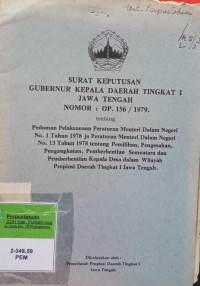 SURAT KEPUTUSAN
GUBERNUR KEPALA DAERAH TINGKAT I
JAWA TENGAH
NOMOR : OP. 156 / 1979.
tentang
Pedoman Pelaksanaan Peraturan Menteri Dalam Negeri
No. 1 Tahun 1978 jo Peraturan Menteri Dalam Negeri
No. 13 Tahun 1978 tentang Pemilihan, Pengesahan,
Pengangkatan, Pemberhentian Sementara dan
Pemberhentian Kepala Desa dalam Wilayah
Propinsi Daerah Tingkat I Jawa Tengah.
Perpustakaan
2-348.59
PEM
Dikeluarkan oleh :
Pemerintah Propinsi Daerah Tingkat I
Jawa Tengah